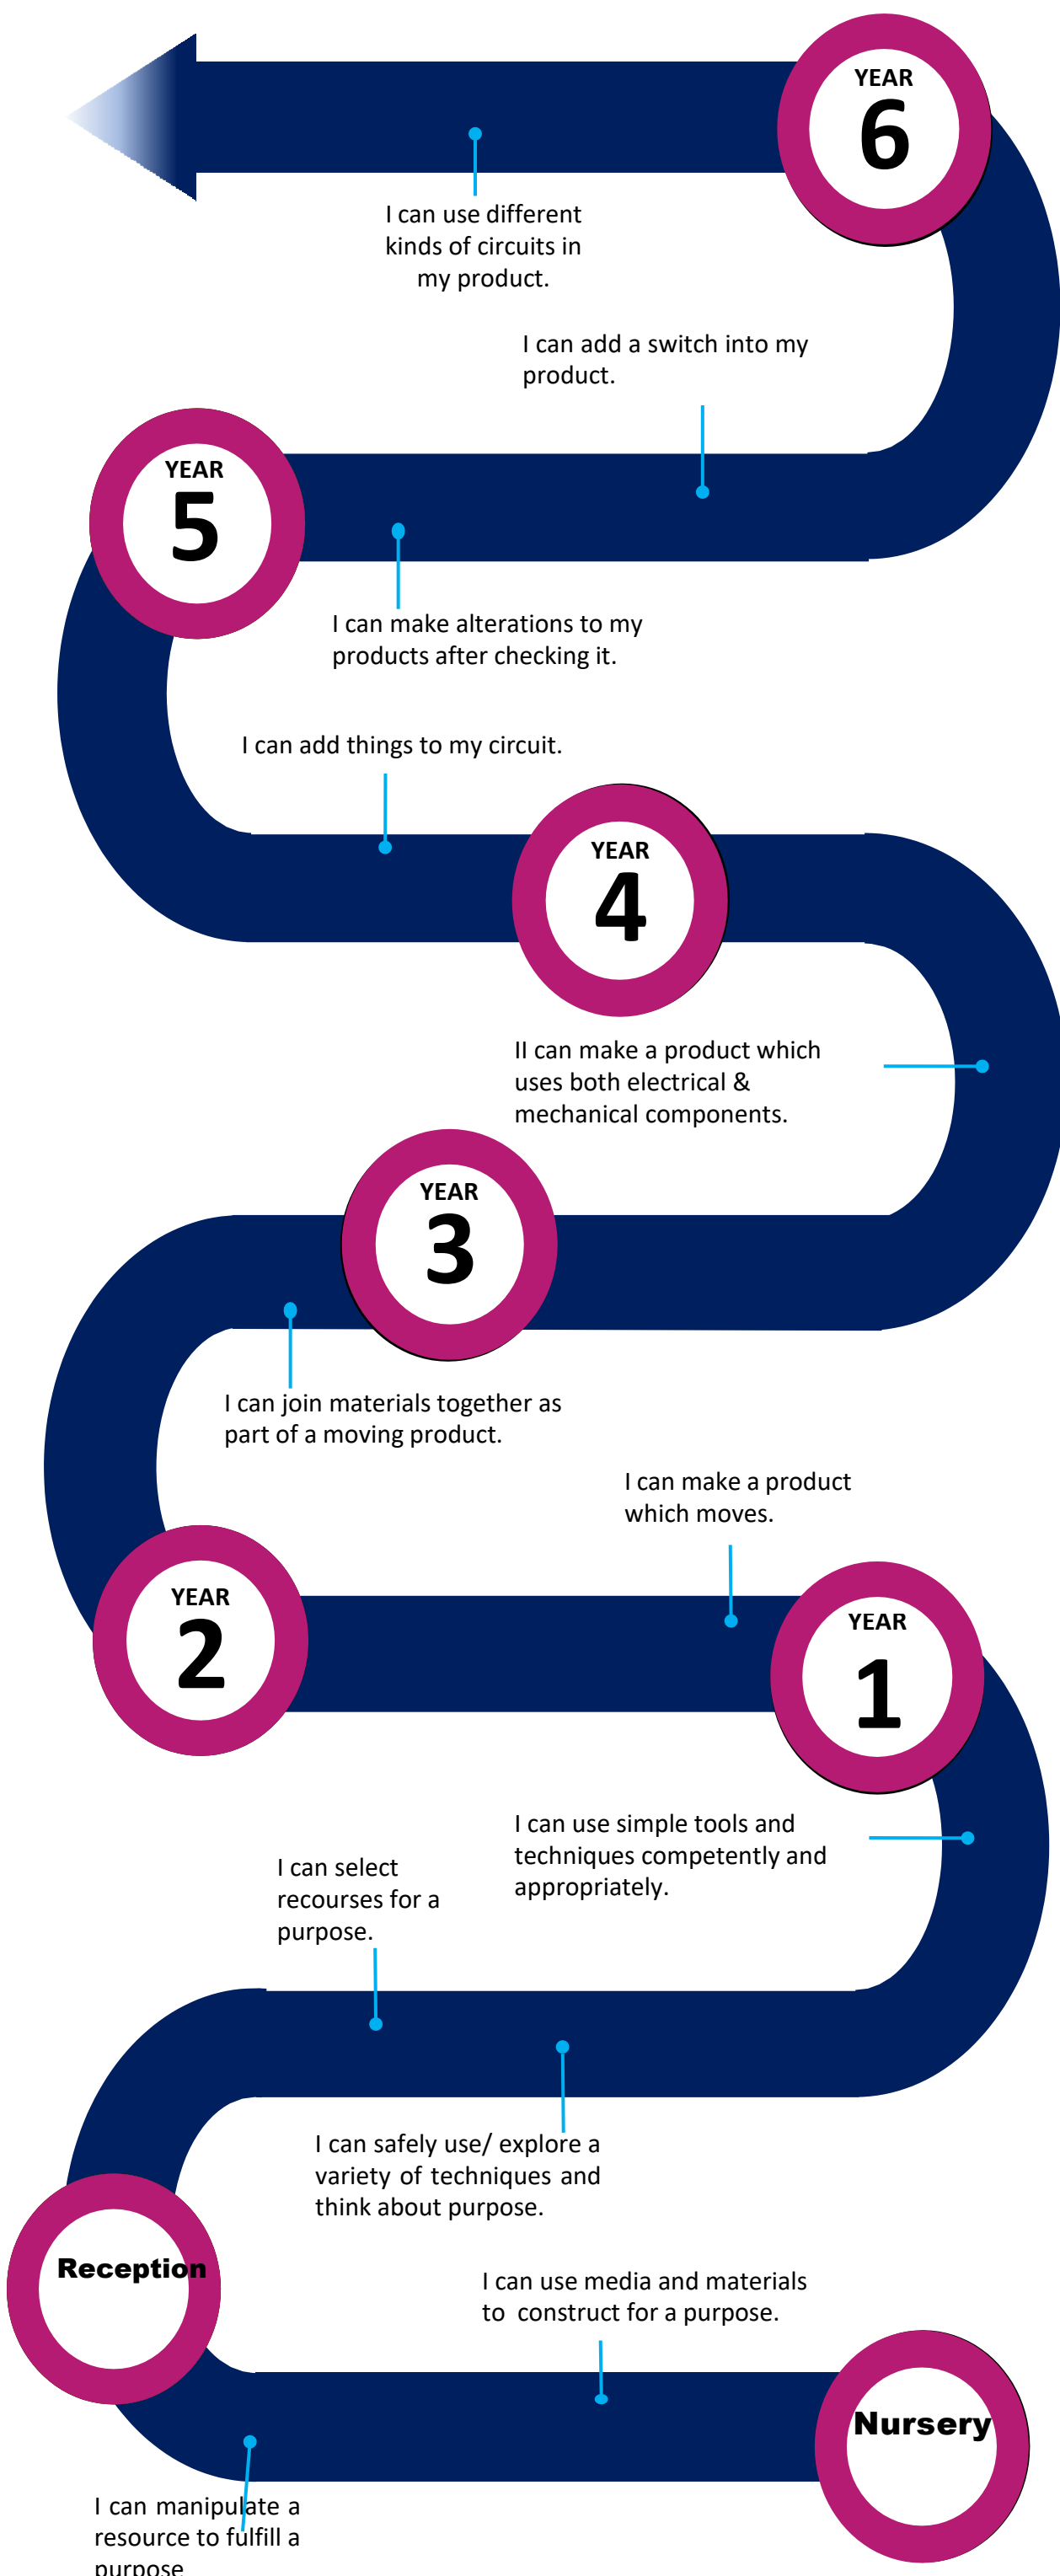 YEAR
6
I can use different
kinds of circuits in
my product.
I can add a switch into my
product.
YEAR
5
I can make alterations to my
products after checking it.
I can add things to my circuit.
YEAR
4
II can make a product which
uses both electrical &
mechanical components.
YEAR
3
I can join materials together as
part of a moving product.
I can make a product
which moves.
YEAR
2
YEAR
1
I can use simple tools and
techniques competently and
appropriately.
I can select
recourses for a
purpose.
I can safely use/ explore a
variety of techniques and
think about purpose.
Reception
I can use media and materials
to construct for a purpose.
Nursery
I can manipulate a
resource to fulfill a
purpose